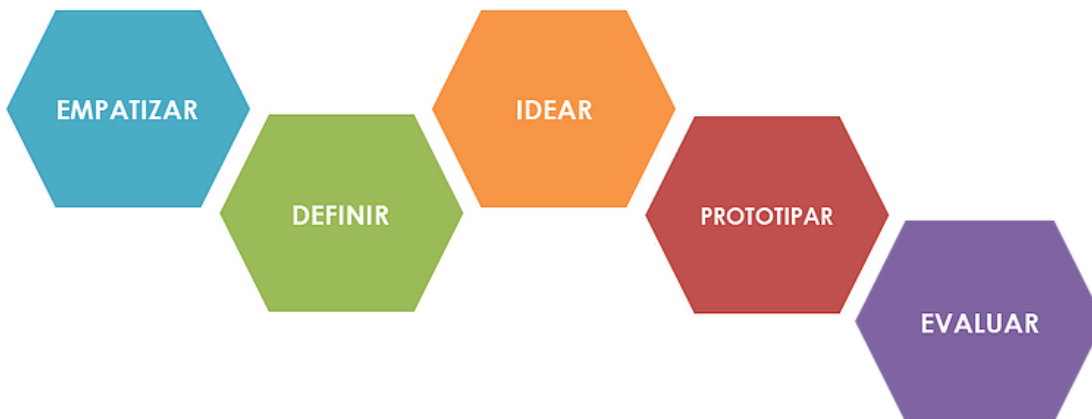 EMPATIZAR
DEFINIR
IDEAR
PROTOTIPAR
EVALUAR